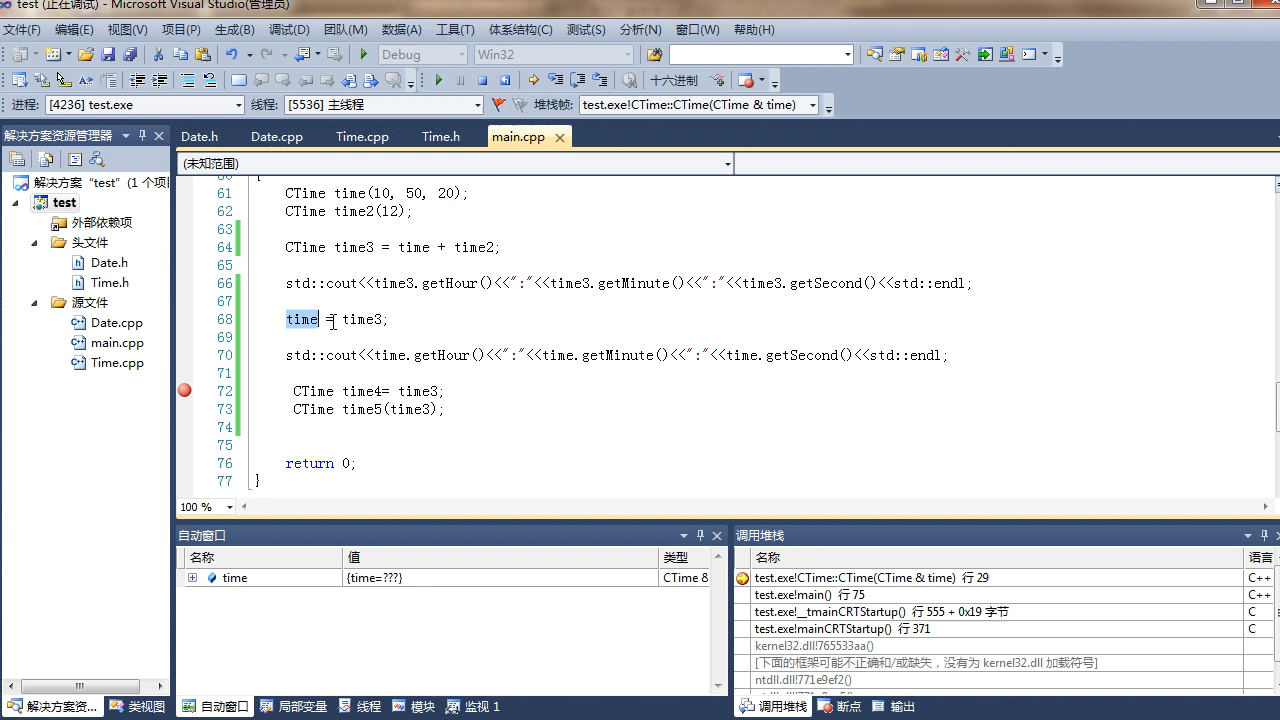 test (正在调试) - Microsoft Visual Studio(管理员)
文件(F) 编辑(E) 视图(V) 项目(P) 生成(B) 调试(D) 团队(M) 数据(A) 工具(T) 体系结构(C) 测试(S) 分析(N) 窗口(W) 帮助(H)
Debug Win32
十六进制
进程: [4236] test.exe 线程: [5536] 主线程 堆栈帧: test.exe!CTime::CTime(CTime & time)
解决方案资源管理器
Date.h Date.cpp Time.cpp Time.h main.cpp
(未知范围)
解决方案 "test" (1 个项
test
外部依赖项
头文件
Date.h
Time.h
源文件
Date.cpp
main.cpp
Time.cpp
60 {
61 CTime time(10, 50, 20);
62 CTime time2(12);
63
64 CTime time3 = time + time2;
65
66 std::cout<<time3.getHour()<<":"<<time3.getMinute()<<":"<<time3.getSecond()<<std::endl;
67
68 time = time3;
69
70 std::cout<<time.getHour()<<":"<<time.getMinute()<<":"<<time.getSecond()<<std::endl;
71
72 CTime time4= time3;
73 CTime time5(time3);
74
75
76 return 0;
77 }
100 %
自动窗口
名称 值 类型
time {time=???} CTime &
调用堆栈
名称 语言
test.exe!CTime::CTime(CTime & time) 行 29 C++
test.exe!main() 行 75 C++
test.exe!__tmainCRTStartup() 行 555 + 0x19 字节 C
test.exe!mainCRTStartup() 行 371 C
kernel32.dll!765533aa()
[下面的框架可能不正确和/或缺失，没有为 kernel32.dll 加载符号]
ntdll.dll!771e9ef2()
解决方案资... 类视图 自动窗口 局部变量 线程 模块 监视 1 调用堆栈 断点 输出